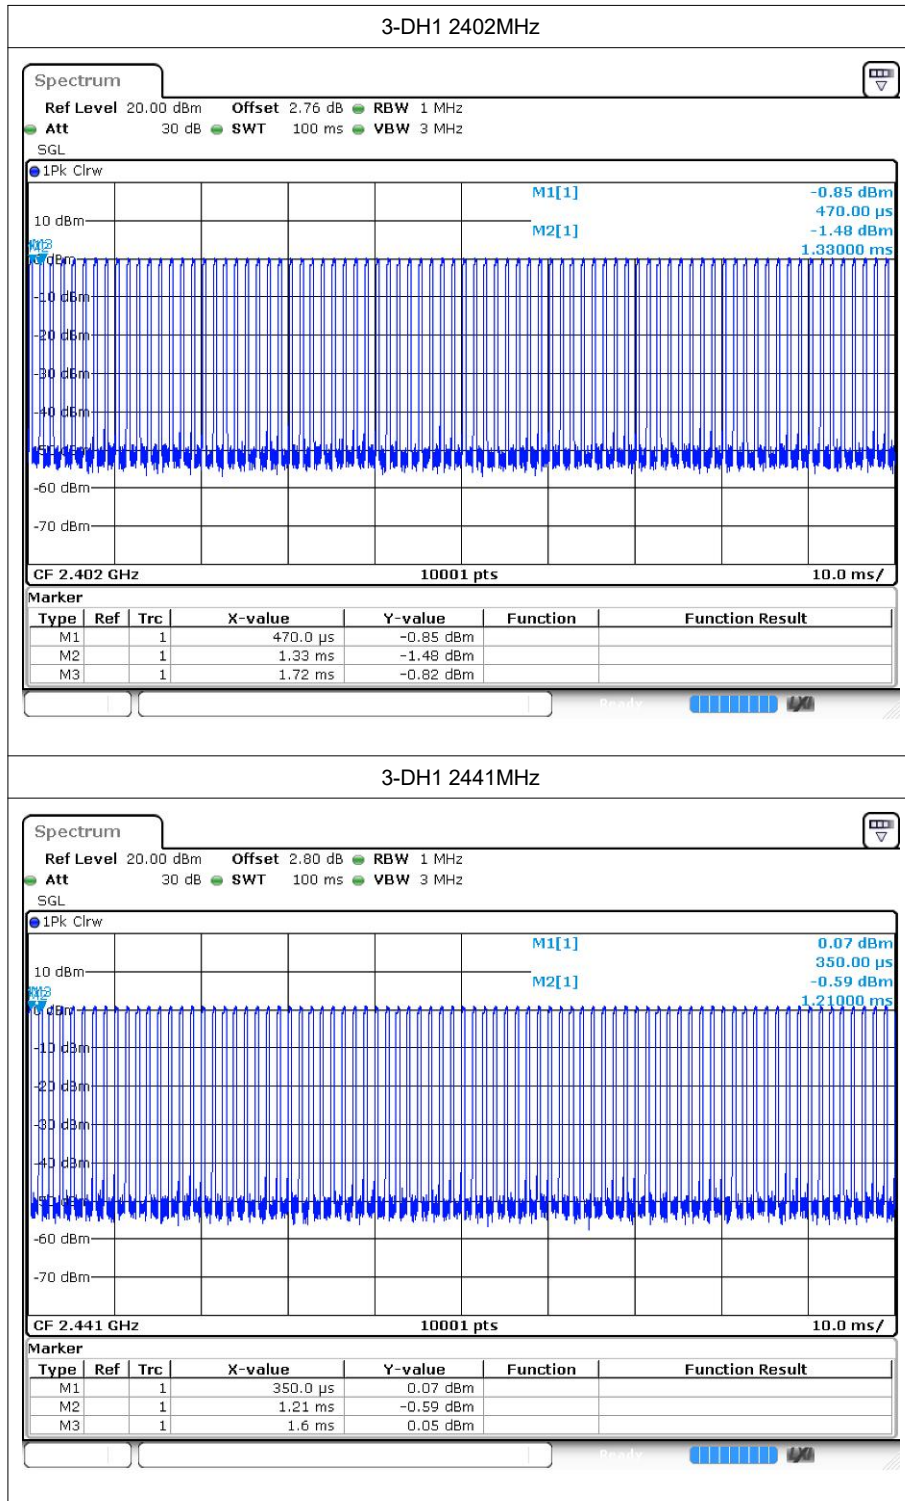 3-DH1 2402MHz
Spectrum
Ref Level 20.00 dBm Offset 2.76 dB RBW 1 MHz
Att 30 dB SWT 100 ms VBW 3 MHz
SGL
1Pk Clrw
M1[1] -0.85 dBm
470.00 µs
10 dBm
M2[1] -1.48 dBm
1.33000 ms
-10 dBm
-20 dBm
-30 dBm
-40 dBm
-60 dBm
-70 dBm
CF 2.402 GHz 10001 pts 10.0 ms/
Marker
Type Ref Trc X-value Y-value Function Function Result
M1 1 470.0 µs -0.85 dBm
M2 1 1.33 ms -1.48 dBm
M3 1 1.72 ms -0.82 dBm
Ready LXI
3-DH1 2441MHz
Spectrum
Ref Level 20.00 dBm Offset 2.80 dB RBW 1 MHz
Att 30 dB SWT 100 ms VBW 3 MHz
SGL
1Pk Clrw
M1[1] 0.07 dBm
350.00 µs
10 dBm
M2[1] -0.59 dBm
1.21000 ms
0 dBm
-10 dBm
-20 dBm
-30 dBm
-40 dBm
-60 dBm
-70 dBm
CF 2.441 GHz 10001 pts 10.0 ms/
Marker
Type Ref Trc X-value Y-value Function Function Result
M1 1 350.0 µs 0.07 dBm
M2 1 1.21 ms -0.59 dBm
M3 1 1.6 ms 0.05 dBm
Ready LXI